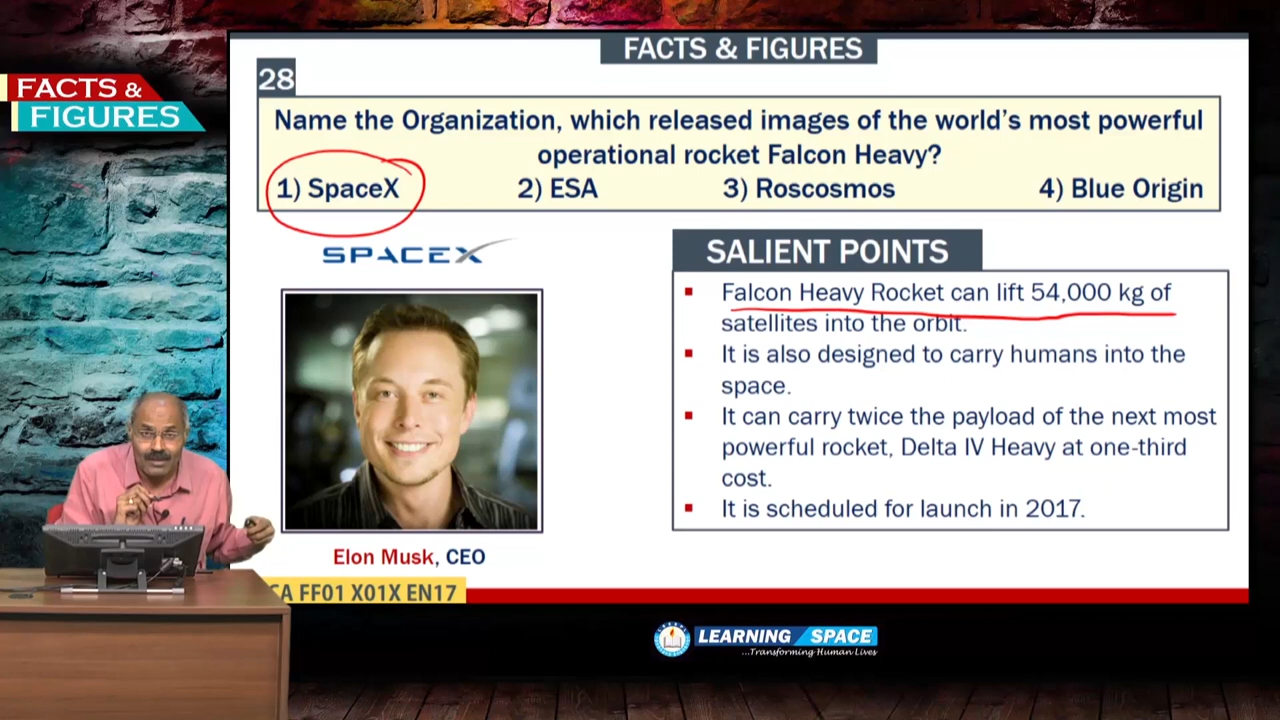 FACTS & FIGURES
FACTS &
FIGURES
28
Name the Organization, which released images of the world's most powerful
operational rocket Falcon Heavy?
1) SpaceX 2) ESA 3) Roscosmos 4) Blue Origin
SPACEX
SALIENT POINTS
▪ Falcon Heavy Rocket can lift 54,000 kg of
satellites into the orbit.
▪ It is also designed to carry humans into the
space.
▪ It can carry twice the payload of the next most
powerful rocket, Delta IV Heavy at one-third
cost.
▪ It is scheduled for launch in 2017.
Elon Musk, CEO
CA FF01 X01X EN17
LEARNING SPACE
...Transforming Human Lives